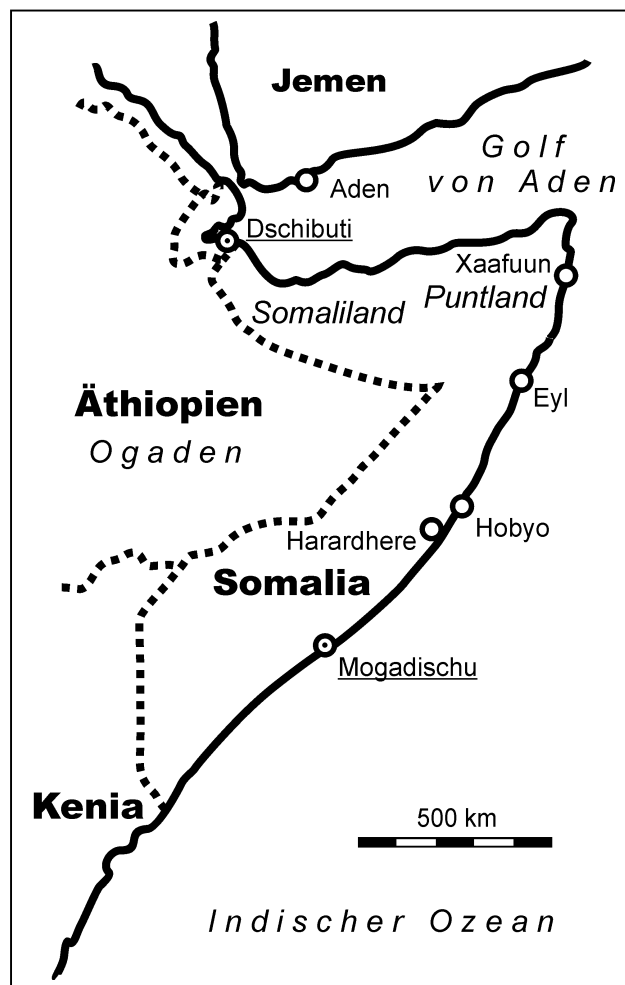 Jemen
Golf
von Aden
Aden
Dschibuti
Xaafuun
Somaliland
Puntland
Äthiopien
Ogaden
Eyl
Harardhere
Hobyo
Somalia
Mogadischu
Kenia
500 km
Indischer Ozean